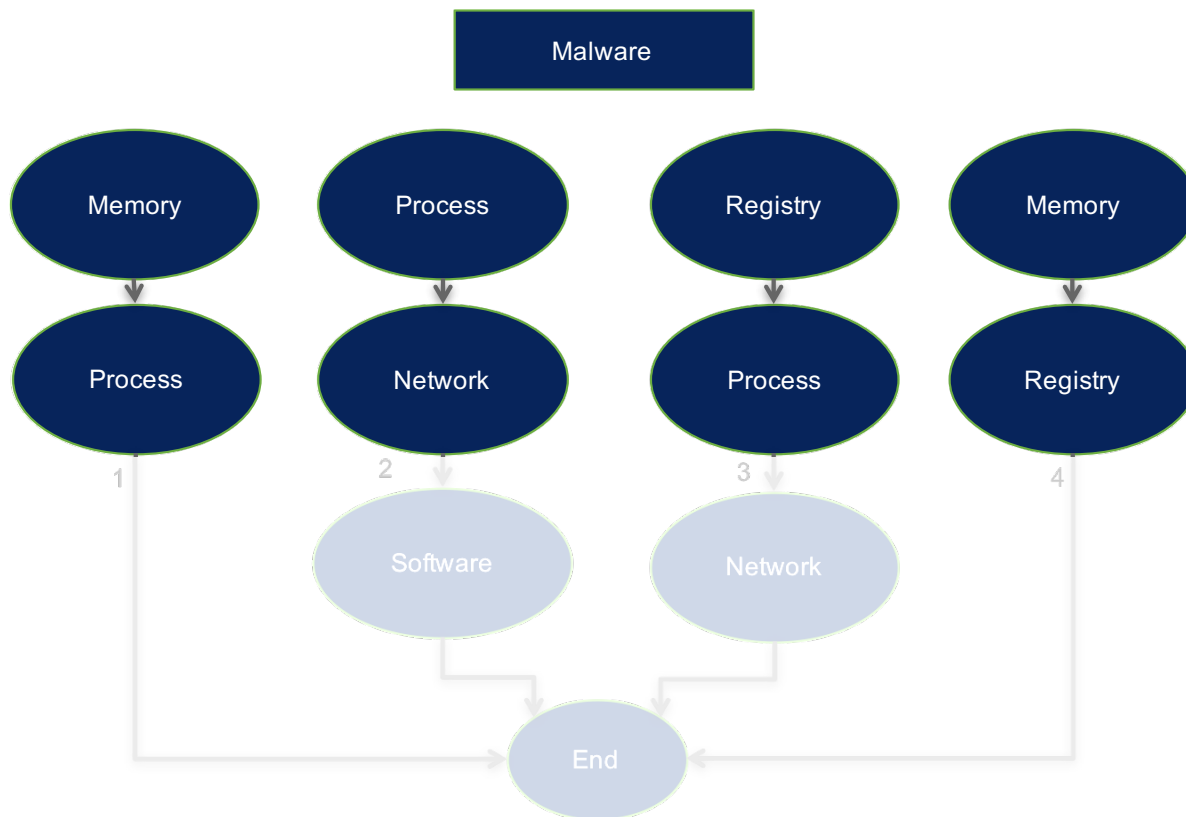 Malware
Memory
Process
Registry
Memory
Process
Network
Process
Registry
1
2
3
4
Software
Network
End